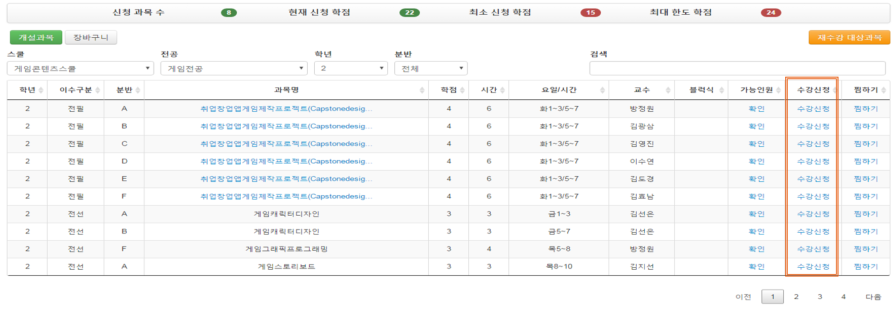 신청 과목 수 8 현재 신청 학점 22 최소 신청 학점 15 최대 한도 학점 24
개설과목 장바구니 재수강 대상과목
스쿨 전공 학년 분반 검색
게임콘텐츠스쿨 게임전공 2 전체
학년 이수구분 분반 과목명 학점 시간 요일/시간 교수 블럭식 가능인원 수강신청 찜하기
2 전필 A 취업창업엽게임제작프로젝트(Capstonedesig... 4 6 화1~3/5~7 방정원 확인 수강신청 찜하기
2 전필 B 취업창업엽게임제작프로젝트(Capstonedesig... 4 6 화1~3/5~7 김광삼 확인 수강신청 찜하기
2 전필 C 취업창업엽게임제작프로젝트(Capstonedesig... 4 6 화1~3/5~7 김영진 확인 수강신청 찜하기
2 전필 D 취업창업엽게임제작프로젝트(Capstonedesig... 4 6 화1~3/5~7 이수연 확인 수강신청 찜하기
2 전필 E 취업창업엽게임제작프로젝트(Capstonedesig... 4 6 화1~3/5~7 김도경 확인 수강신청 찜하기
2 전필 F 취업창업엽게임제작프로젝트(Capstonedesig... 4 6 화1~3/5~7 김효남 확인 수강신청 찜하기
2 전선 A 게임캐릭터디자인 3 3 금1~3 김선은 확인 수강신청 찜하기
2 전선 B 게임캐릭터디자인 3 3 금5~7 김선은 확인 수강신청 찜하기
2 전선 F 게임그래픽프로그래밍 3 4 목5~8 방정원 확인 수강신청 찜하기
2 전선 A 게임스토리보드 3 3 목8~10 김지선 확인 수강신청 찜하기
이전 1 2 3 4 다음